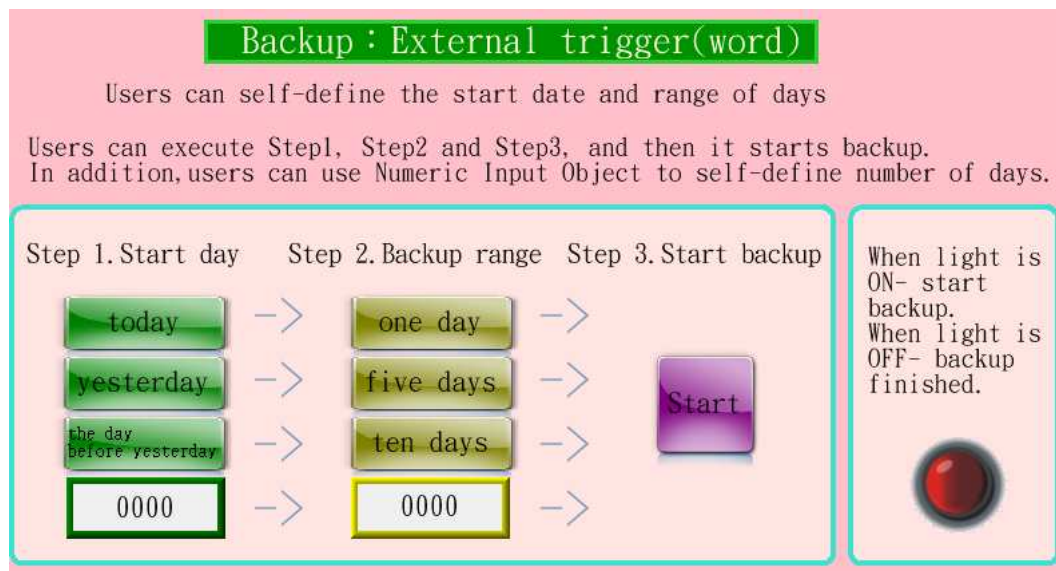 Backup：External trigger(word)
Users can self-define the start date and range of days
Users can execute Step1, Step2 and Step3, and then it starts backup.
In addition,users can use Numeric Input Object to self-define number of days.
Step 1.Start day
Step 2.Backup range
Step 3.Start backup
today
one day
yesterday
five days
the day
before yesterday
ten days
0000
0000
Start
When light is
ON- start
backup.
When light is
OFF- backup
finished.